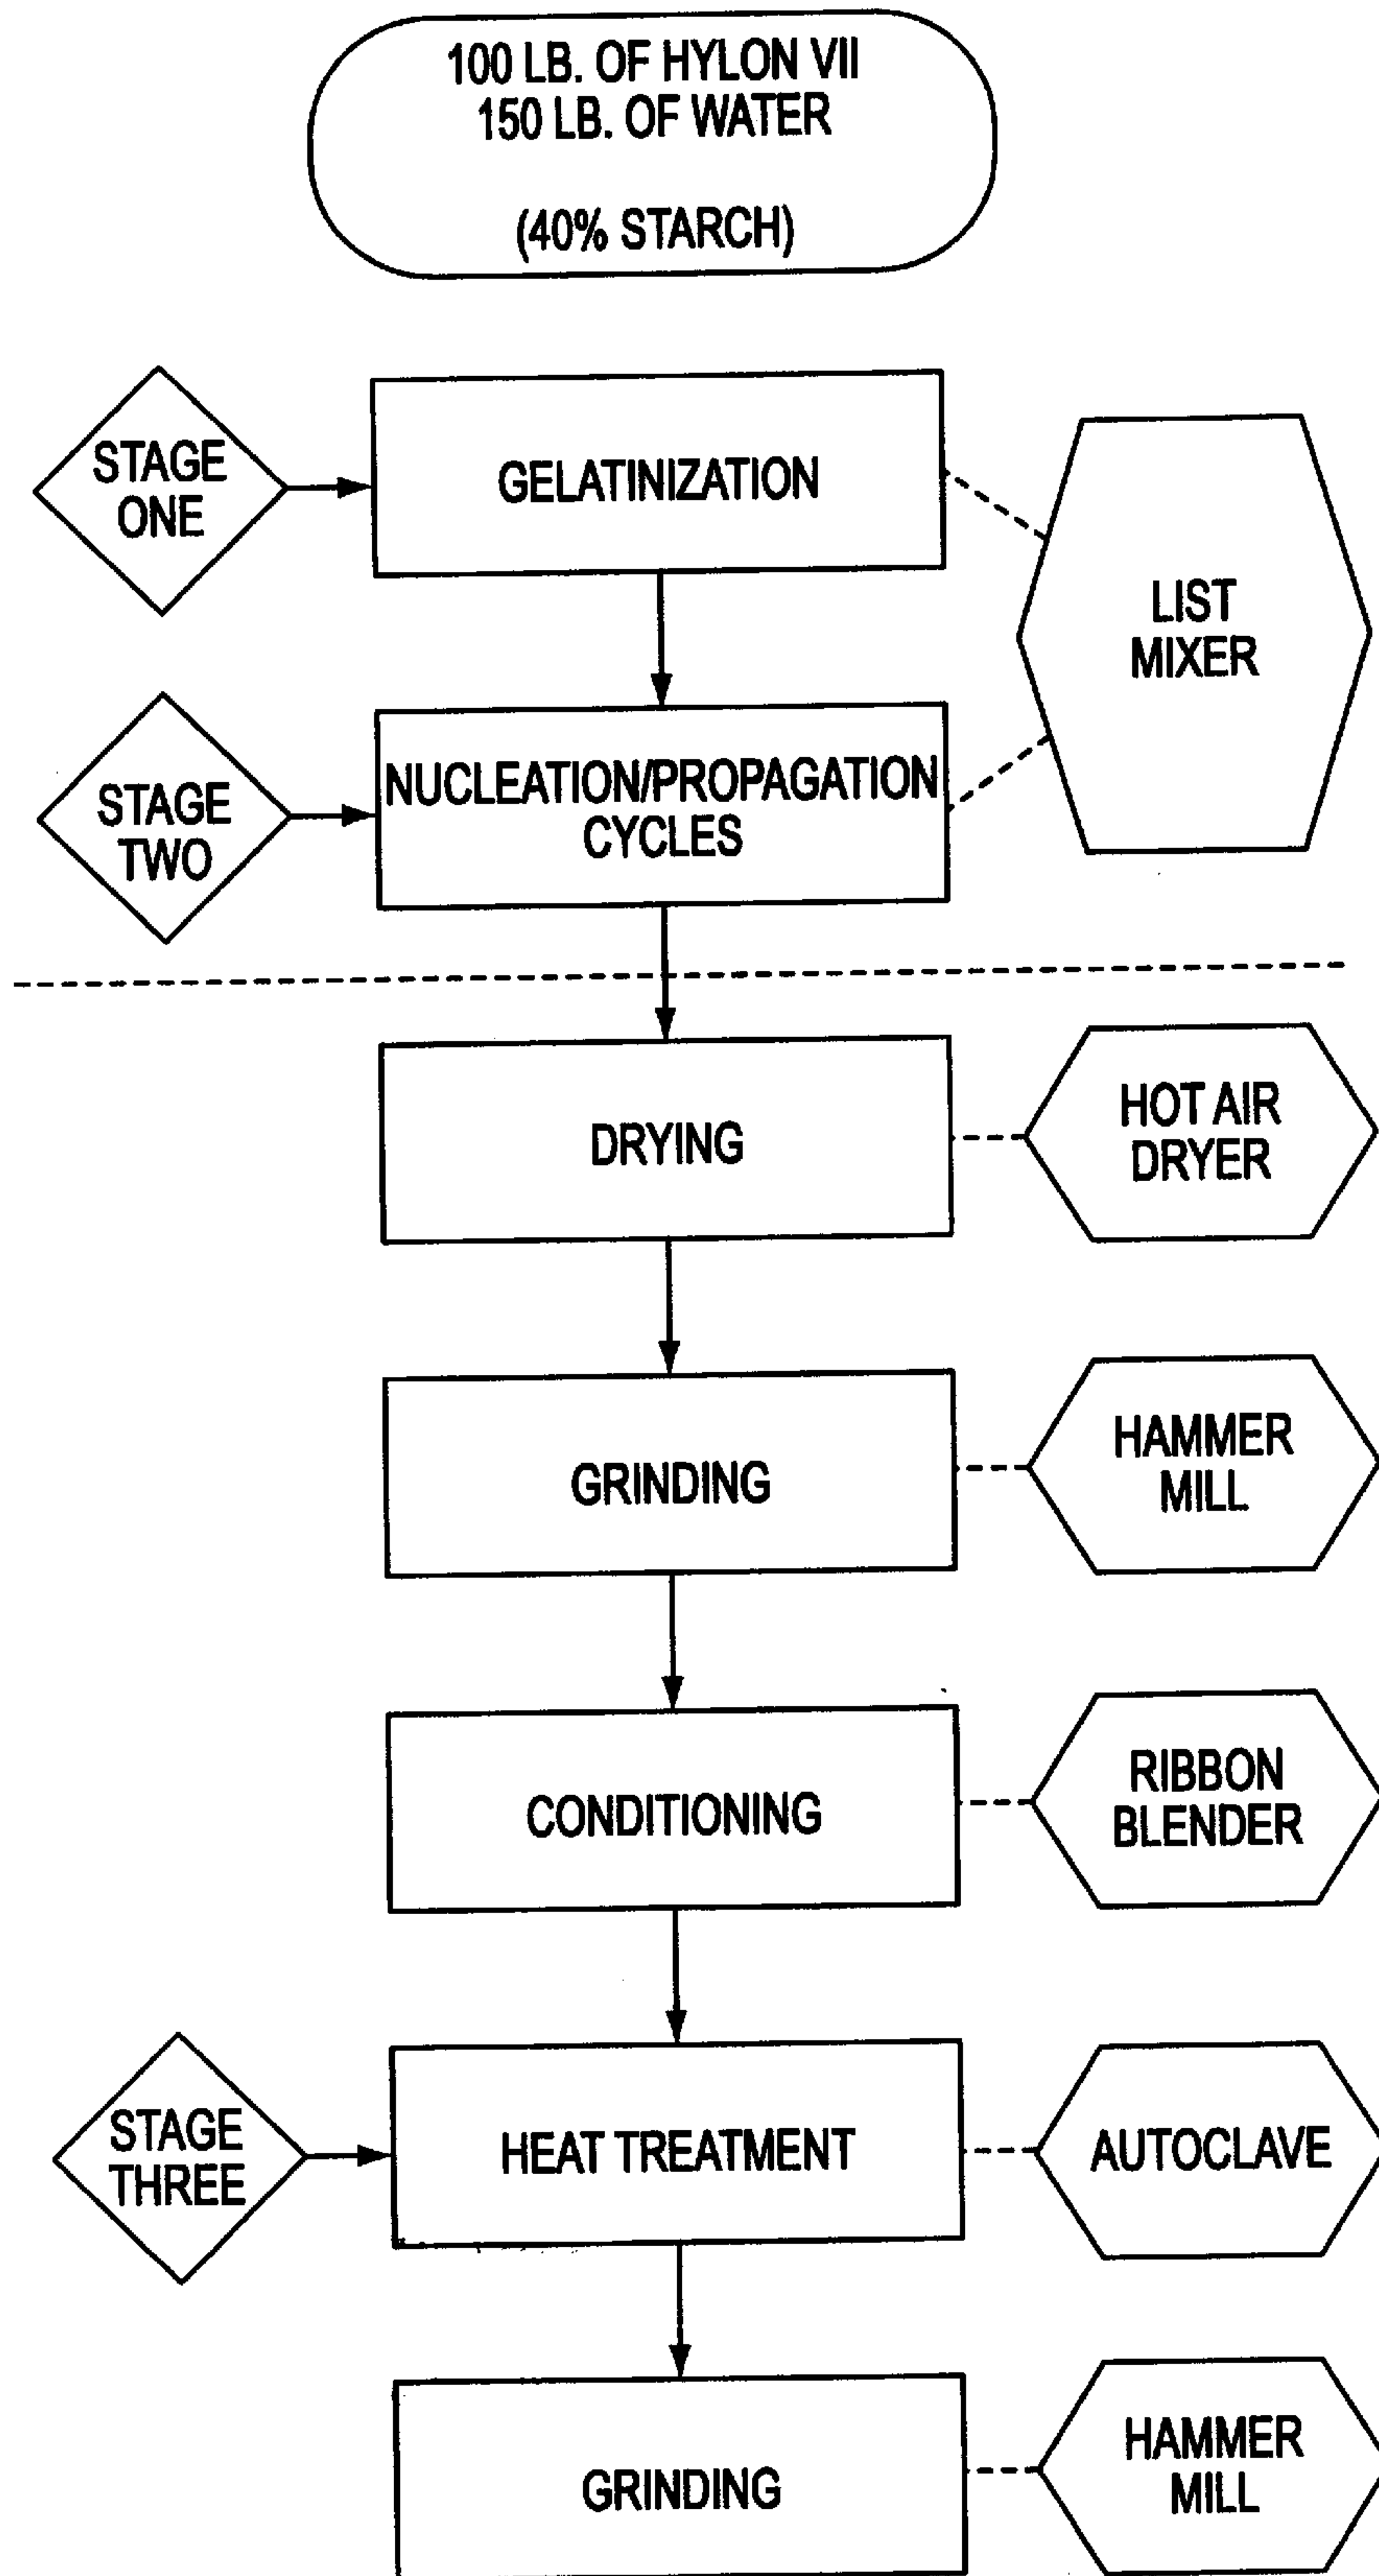 100 LB. OF HYLON VII
150 LB. OF WATER
(40% STARCH)
STAGE
ONE
GELATINIZATION
LIST
MIXER
STAGE
TWO
NUCLEATION/PROPAGATION
CYCLES
DRYING
HOT AIR
DRYER
GRINDING
HAMMER
MILL
CONDITIONING
RIBBON
BLENDER
STAGE
THREE
HEAT TREATMENT
AUTOCLAVE
GRINDING
HAMMER
MILL